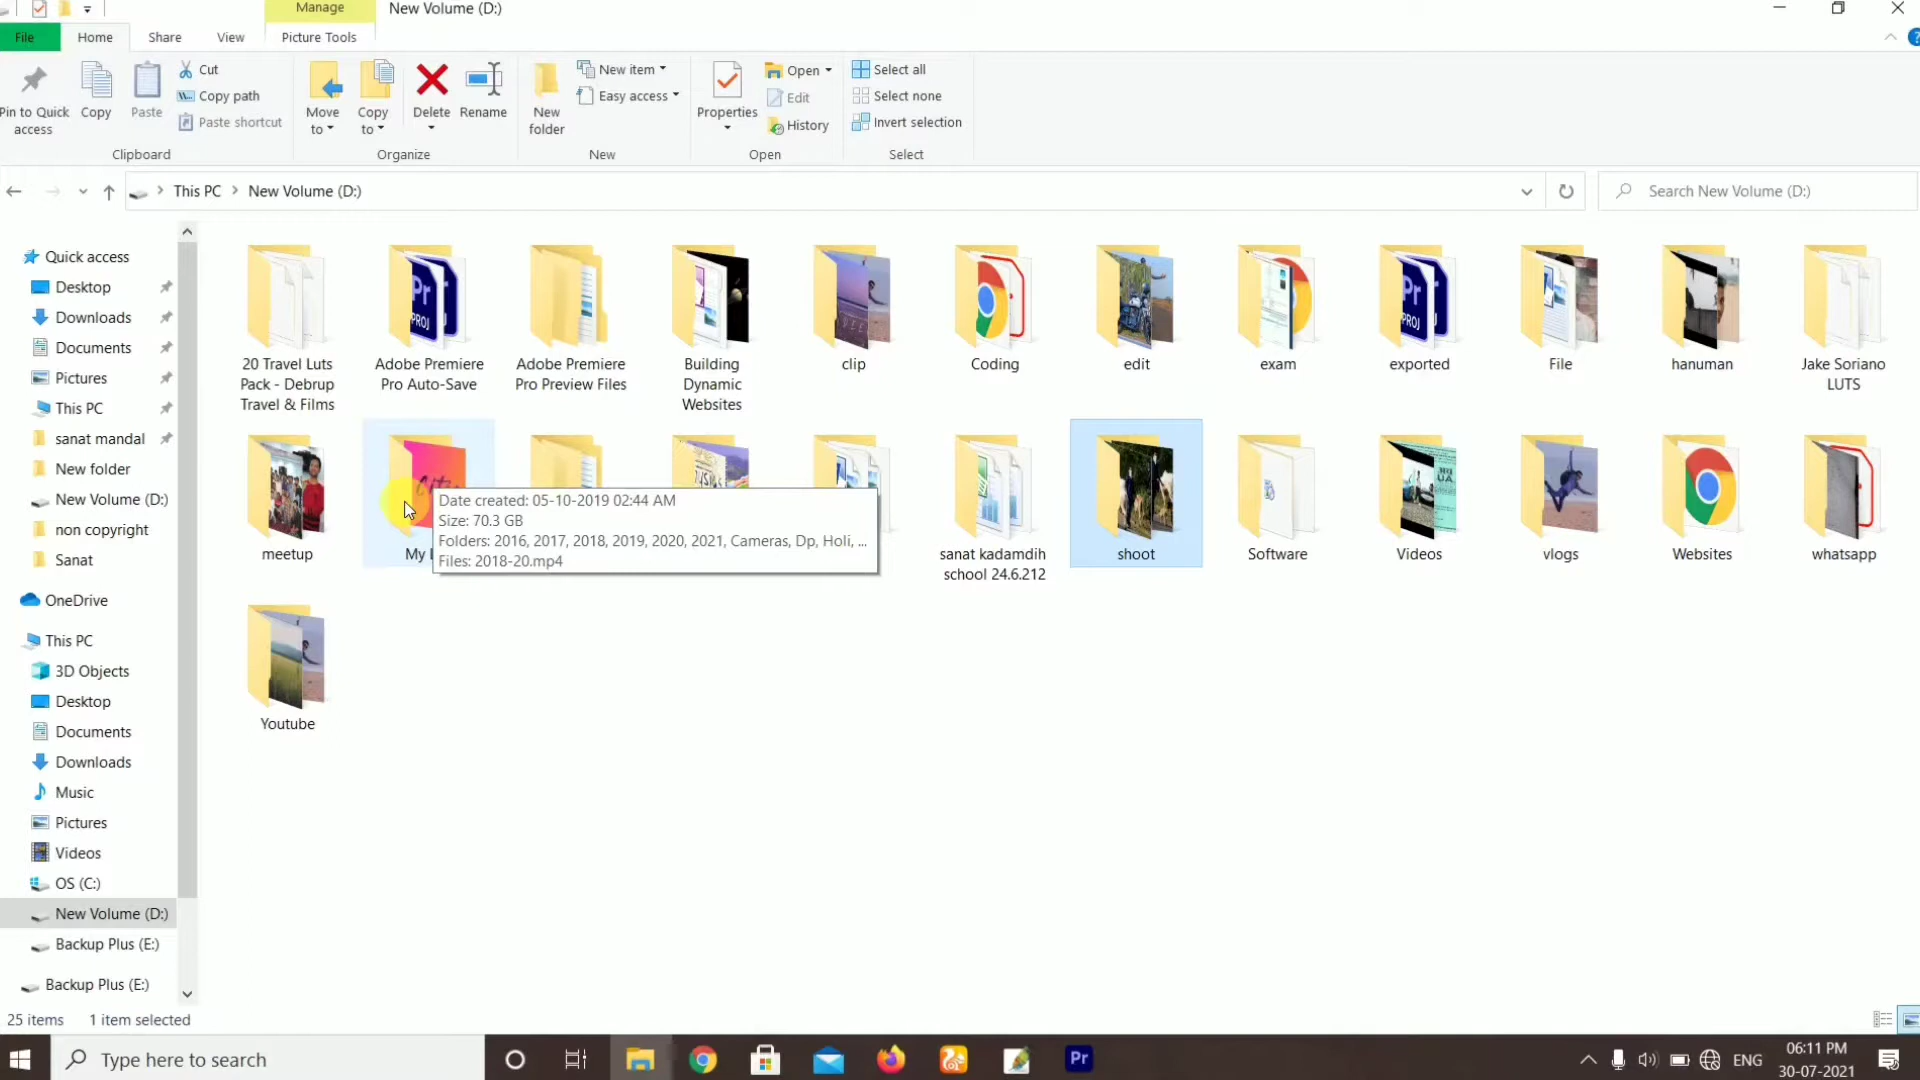 Manage
New Volume (D:)
File
Home
Share
View
Picture Tools
Pin to Quick
access
Copy
Paste
Cut
Copy path
Paste shortcut
Clipboard
Move
to
Copy
to
Delete
Rename
Organize
New
folder
New item
Easy access
New
Properties
Open
Edit
History
Open
Select all
Select none
Invert selection
Select
This PC
New Volume (D:)
Search New Volume (D:)
Quick access
Desktop
Downloads
Documents
Pictures
This PC
sanat mandal
New folder
New Volume (D:)
non copyright
Sanat
OneDrive
This PC
3D Objects
Desktop
Documents
Downloads
Music
Pictures
Videos
OS (C:)
New Volume (D:)
Backup Plus (E:)
Backup Plus (E:)
20 Travel Luts
Pack - Debrup
Travel & Films
Adobe Premiere
Pro Auto-Save
Adobe Premiere
Pro Preview Files
Building
Dynamic
Websites
clip
Coding
edit
exam
exported
File
hanuman
Jake Soriano
LUTS
meetup
My
Date created: 05-10-2019 02:44 AM
Size: 70.3 GB
Folders: 2016, 2017, 2018, 2019, 2020, 2021, Cameras, Dp, Holi, ...
Files: 2018-20.mp4
sanat kadamdih
school 24.6.212
shoot
Software
Videos
vlogs
Websites
whatsapp
Youtube
25 items
1 item selected
Type here to search
Pr
ENG
06:11 PM
30-07-2021